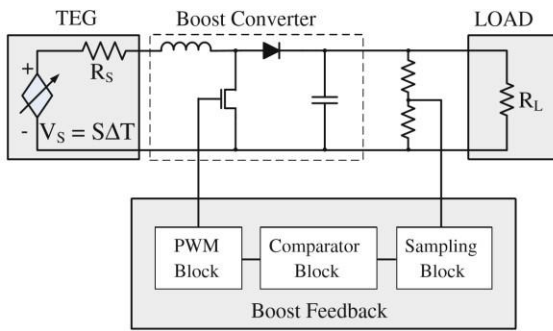 TEG
Boost Converter
LOAD
R_S
+
-
V_S = SΔT
R_L
PWM
Block
Comparator
Block
Sampling
Block
Boost Feedback